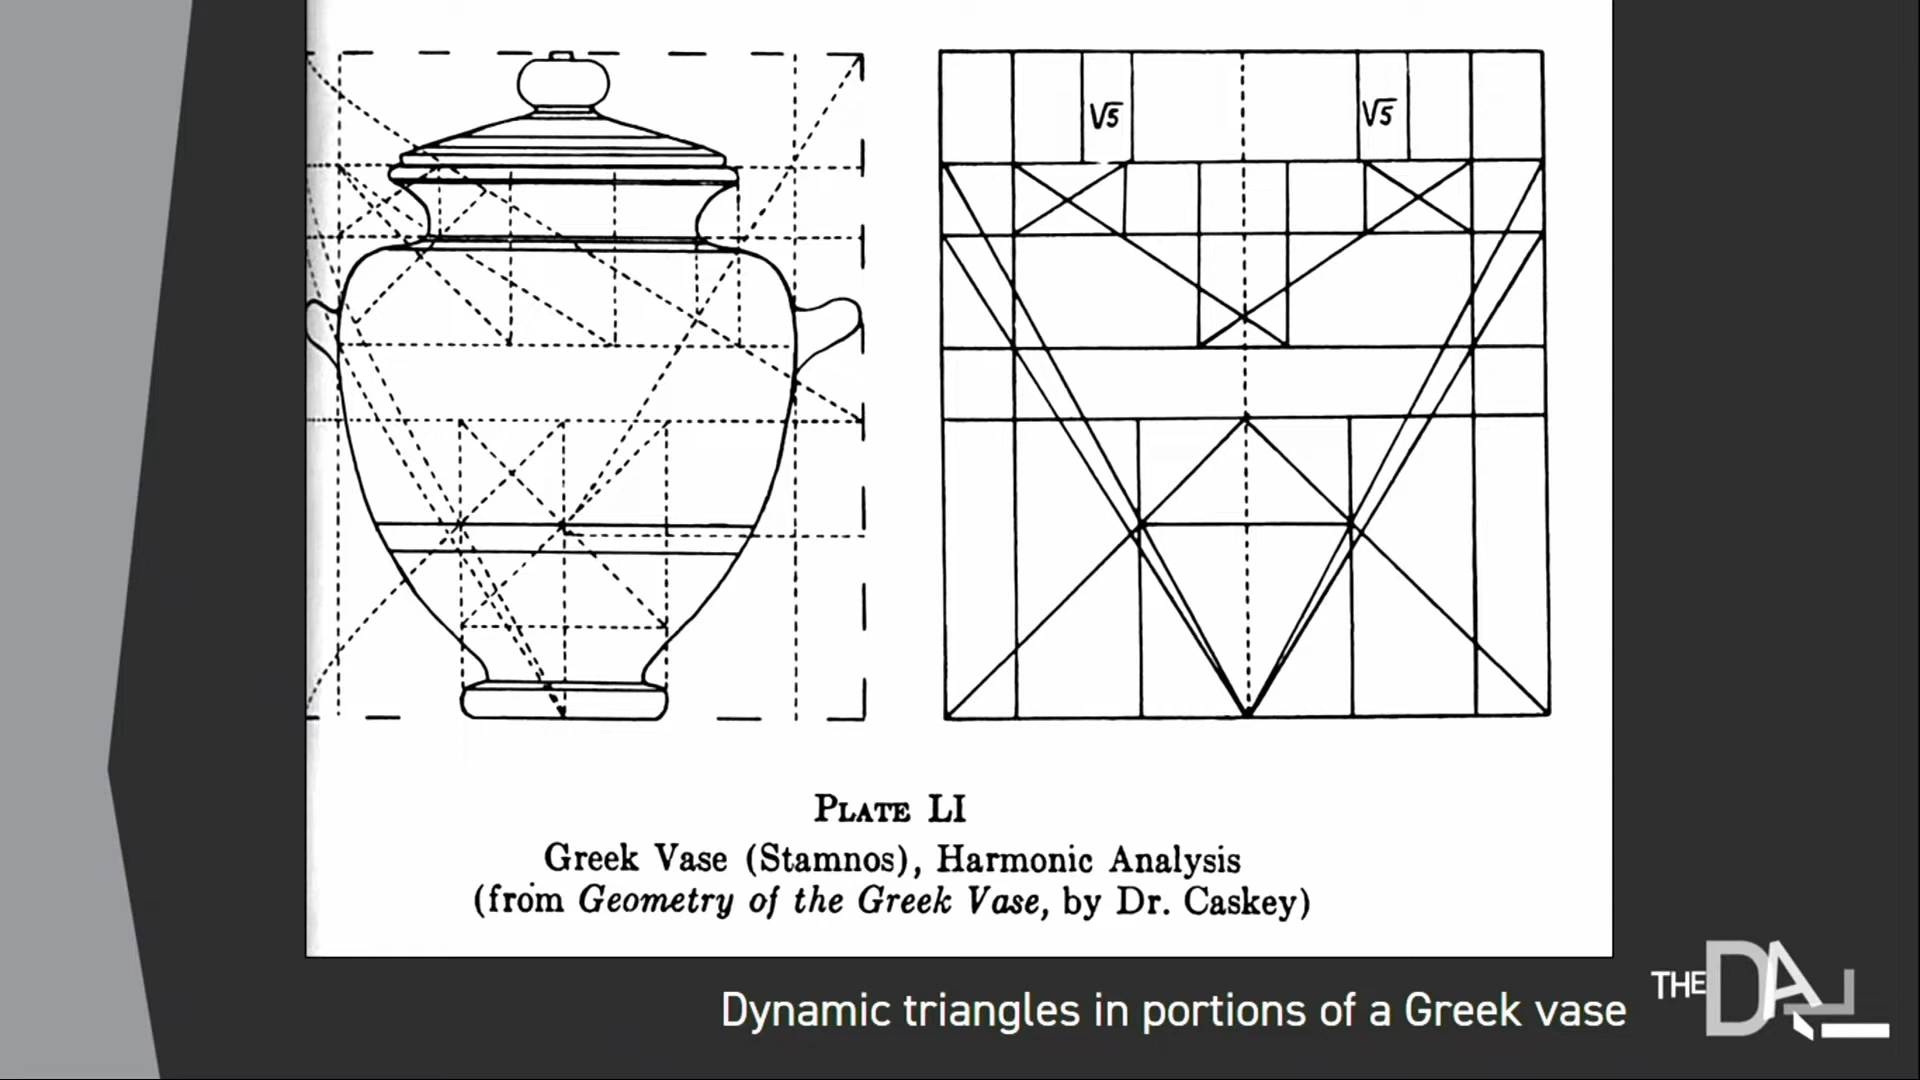 √5 √5
PLATE LI
Greek Vase (Stamnos), Harmonic Analysis
(from Geometry of the Greek Vase, by Dr. Caskey)
Dynamic triangles in portions of a Greek vase
THE DALI